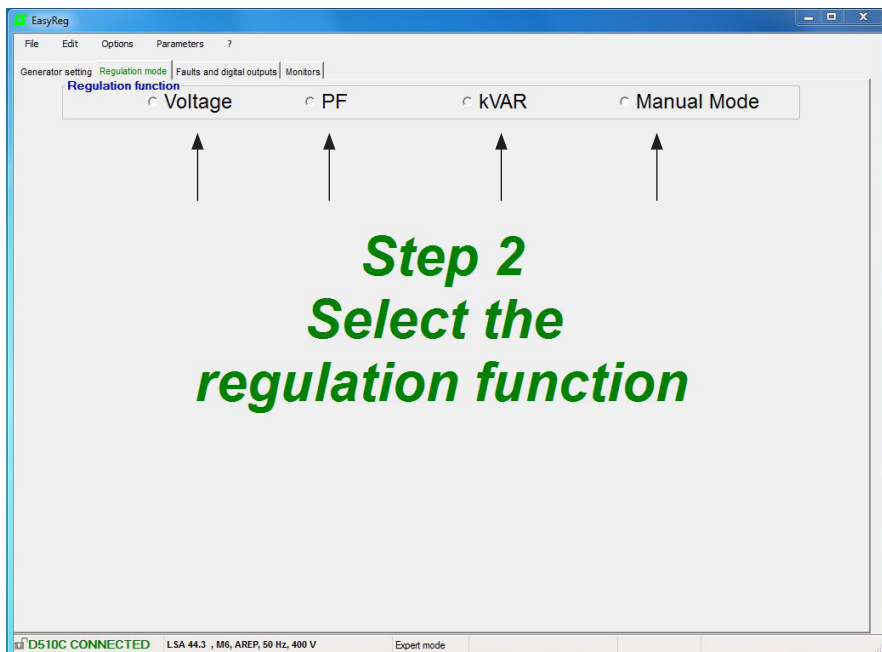 EasyReg
File Edit Options Parameters ?
Generator setting Regulation mode Faults and digital outputs Monitors
Regulation function
Voltage PF kVAR Manual Mode
Step 2
Select the
regulation function
D510C CONNECTED LSA 44.3 , M6, AREP, 50 Hz, 400 V Expert mode